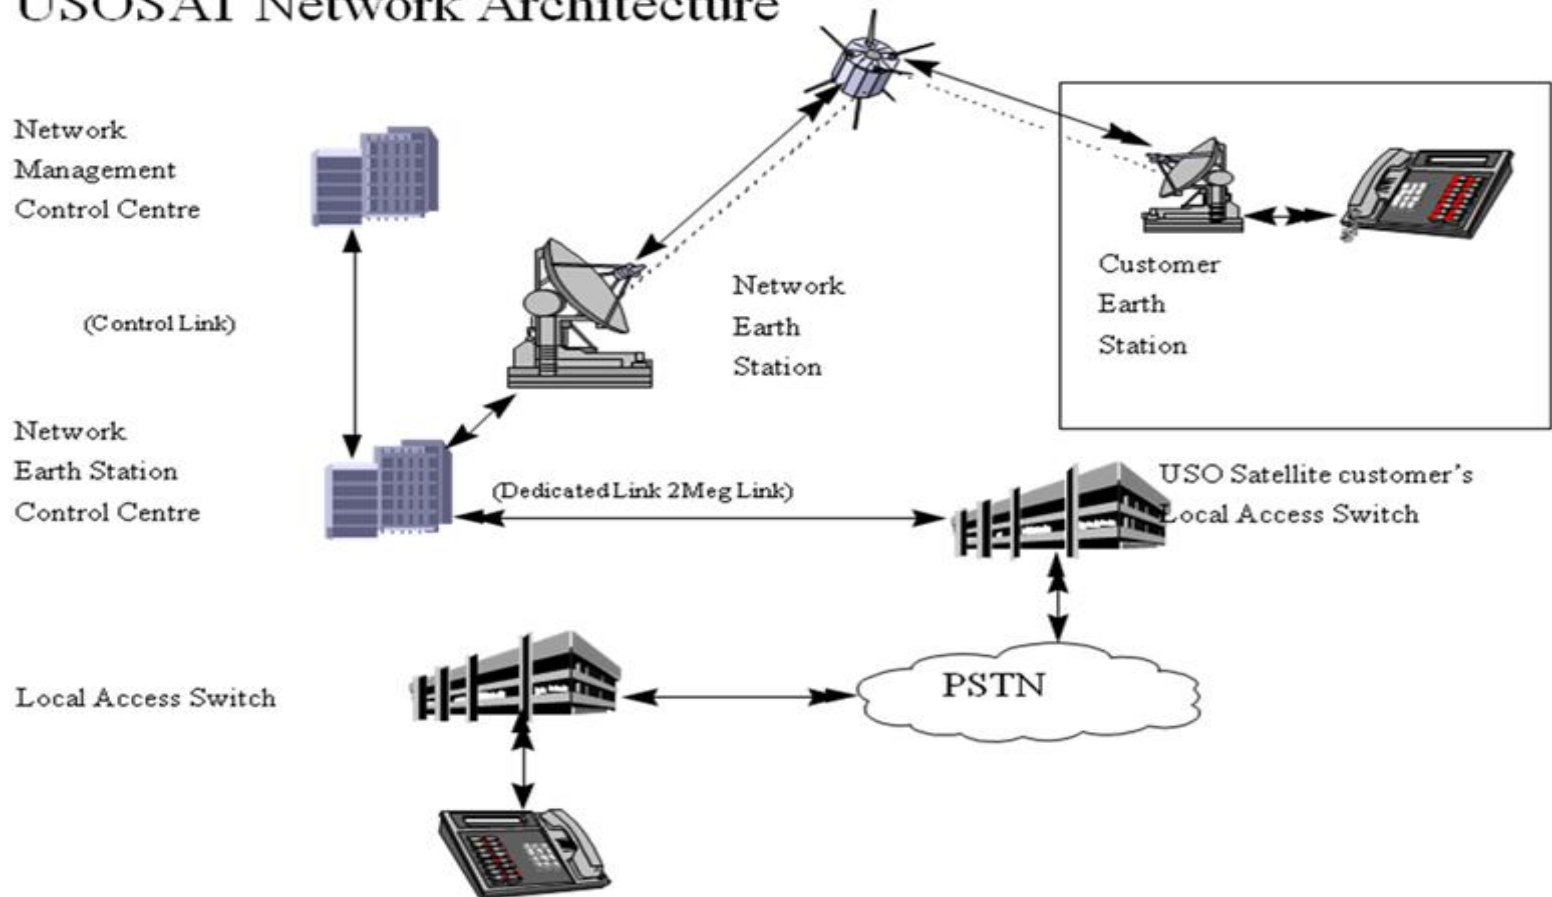 USOSAT Network Architecture
Network
Management
Control Centre
(Control Link)
Network
Earth
Station
Customer
Earth
Station
Network
Earth Station
Control Centre
(Dedicated Link 2Meg Link)
USO Satellite customer's
Local Access Switch
Local Access Switch
PSTN